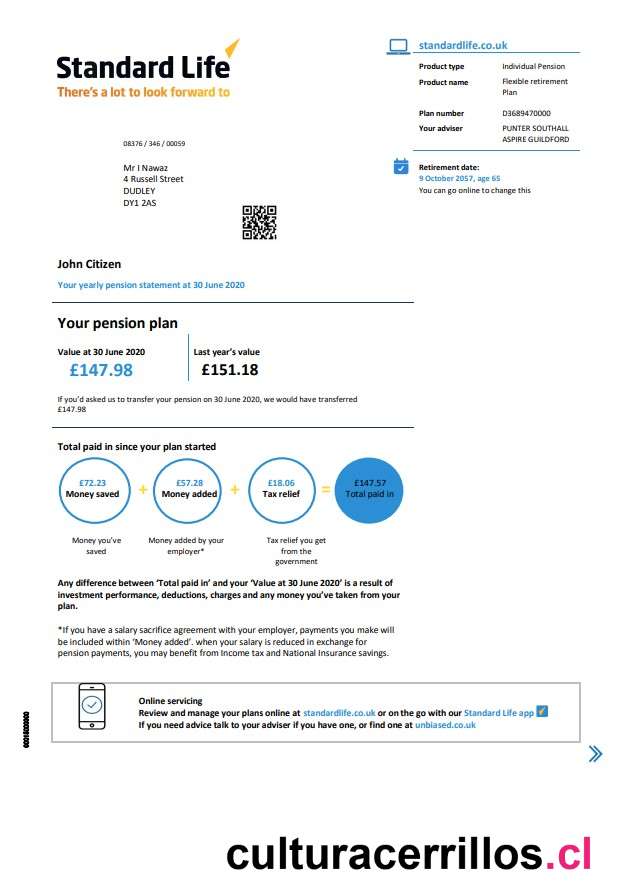 Standard Life
There's a lot to look forward to
standardlife.co.uk
Product type Individual Pension
Product name Flexible retirement
Plan
Plan number D3689470000
Your adviser PUNTER SOUTHALL
ASPIRE GUILDFORD
08376 / 346 / 00059
Mr I Nawaz
4 Russell Street
DUDLEY
DY1 2AS
Retirement date:
9 October 2057, age 65
You can go online to change this
John Citizen
Your yearly pension statement at 30 June 2020
Your pension plan
Value at 30 June 2020 Last year's value
£147.98 £151.18
If you'd asked us to transfer your pension on 30 June 2020, we would have transferred
£147.98
Total paid in since your plan started
£72.23 £57.28 £18.06 £147.57
Money saved + Money added + Tax relief = Total paid in
Money you've Money added by your Tax relief you get
saved employer* from the
government
Any difference between 'Total paid in' and your 'Value at 30 June 2020' is a result of
investment performance, deductions, charges and any money you've taken from your
plan.
*If you have a salary sacrifice agreement with your employer, payments you make will
be included within 'Money added'. when your salary is reduced in exchange for
pension payments, you may benefit from Income tax and National Insurance savings.
Online servicing
Review and manage your plans online at standardlife.co.uk or on the go with our Standard Life app
If you need advice talk to your adviser if you have one, or find one at unbiased.co.uk
culturacerrillos.cl